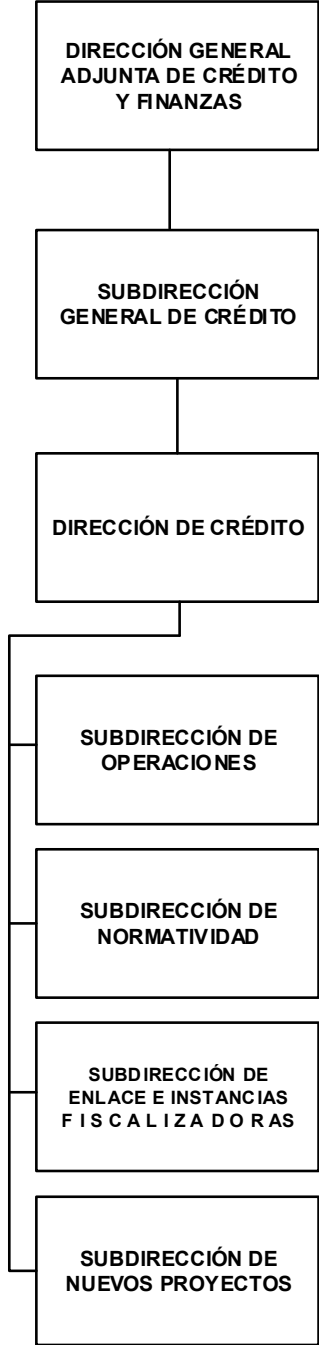 DIRECCIÓN GENERAL
ADJUNTA DE CRÉDITO
Y FINANZAS
SUBDIRECCIÓN
GENERAL DE CRÉDITO
DIRECCIÓN DE CRÉDITO
SUBDIRECCIÓN DE
OPERACIONES
SUBDIRECCIÓN DE
NORMATIVIDAD
SUBDIRECCIÓN DE
ENLACE E INSTANCIAS
FISCALIZADORAS
SUBDIRECCIÓN DE
NUEVOS PROYECTOS